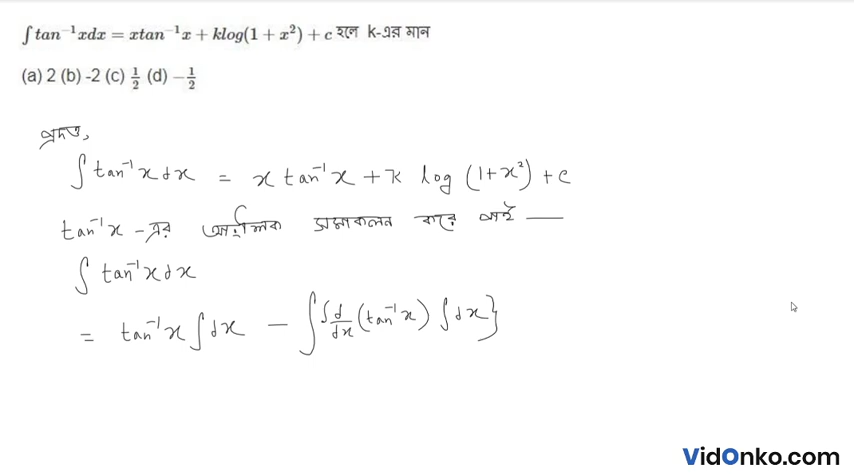 ∫tan⁻¹xdx = xtan⁻¹x + klog(1 + x²) + c হলে k-এর মান
(a) 2 (b) -2 (c) 1/2 (d) −1/2
প্রদত্ত,
∫ tan⁻¹x dx = x tan⁻¹x + k log (1+x²) + c
tan⁻¹x -এর আংশিক সমাকলন করে পাই —
∫ tan⁻¹x dx
= tan⁻¹x ∫dx − ∫{d/dx (tan⁻¹x) ∫dx}
VidOnko.com